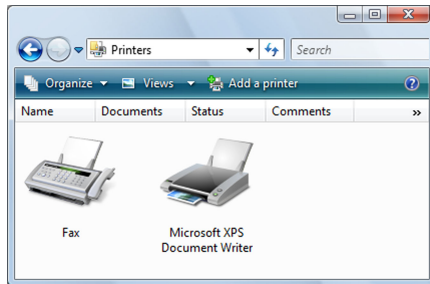 Printers
Search
Organize Views Add a printer
Name Documents Status Comments »
Fax
Microsoft XPS
Document Writer